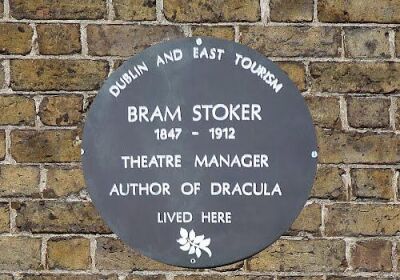 DUBLIN AND EAST TOURISM
BRAM STOKER
1847 - 1912
THEATRE MANAGER
AUTHOR OF DRACULA
LIVED HERE